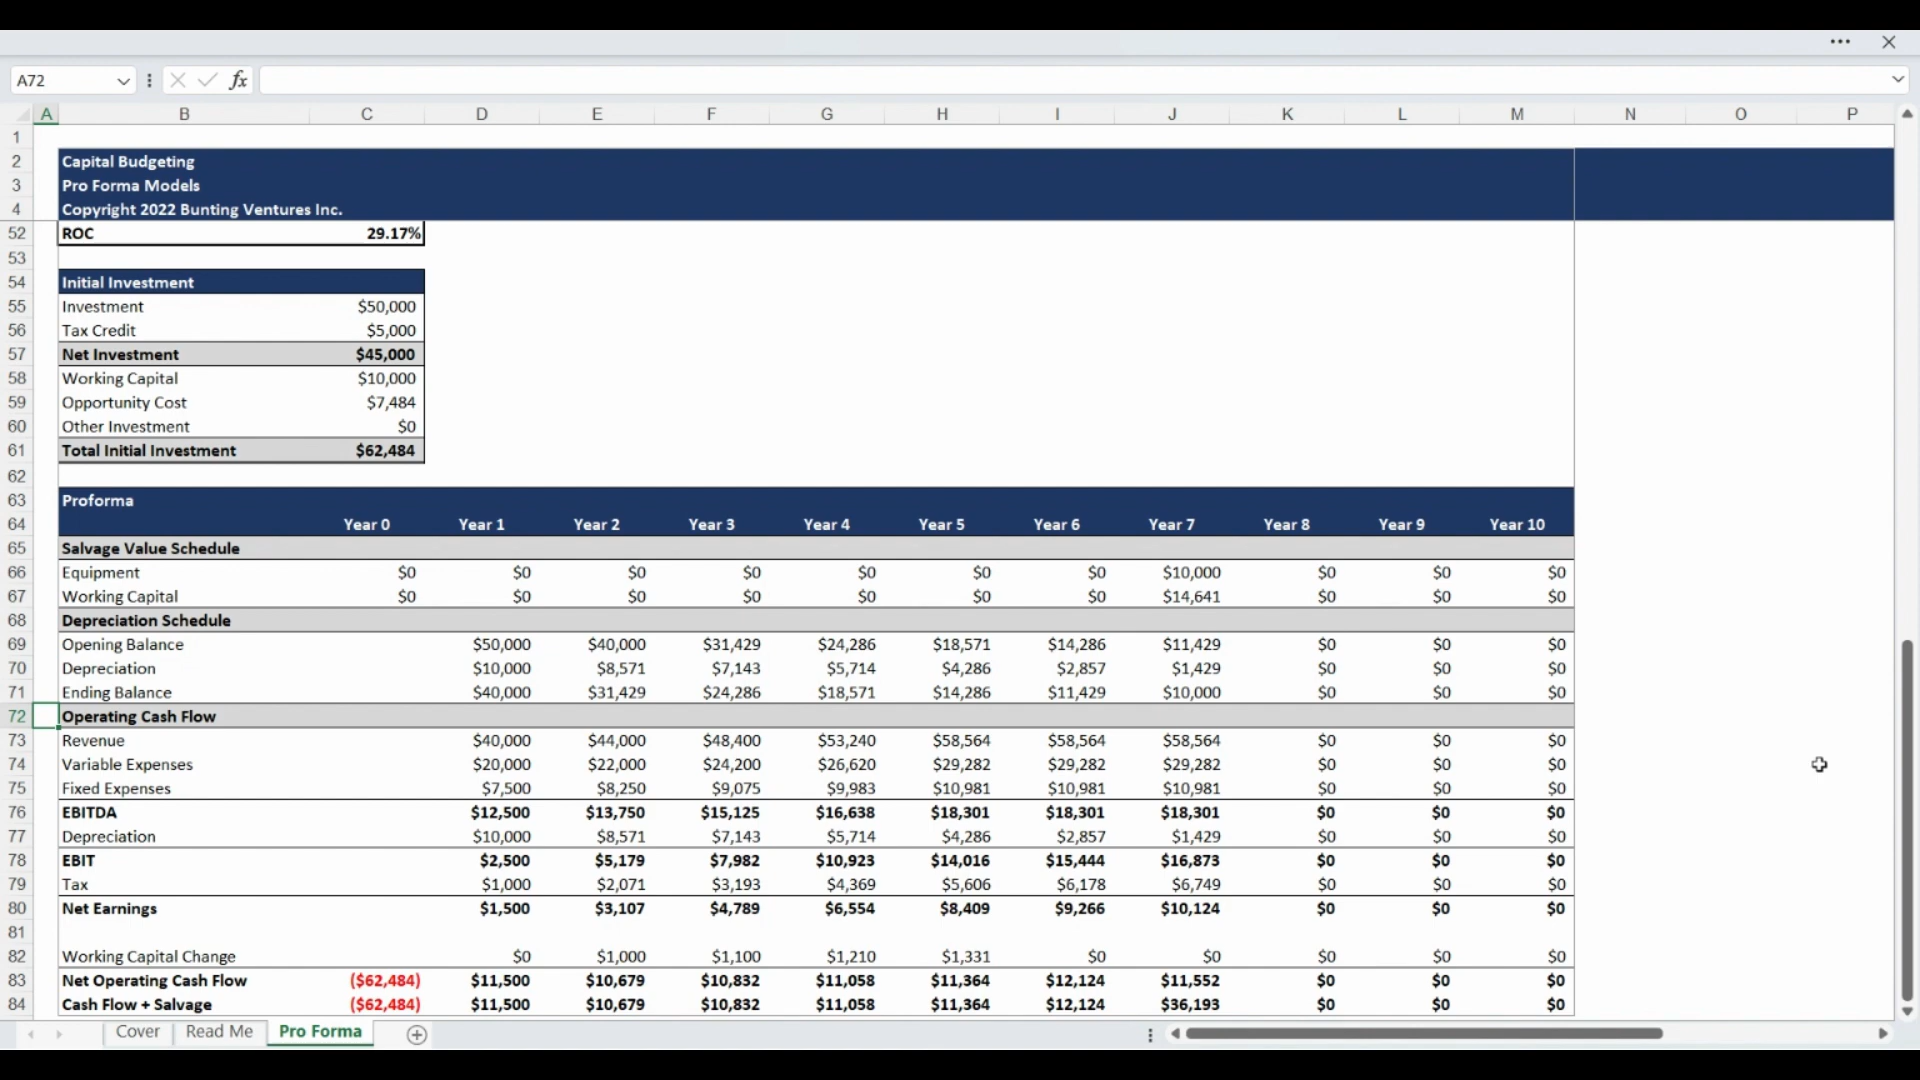 A72
fx
A B C D E F G H I J K L M N O P
1
2 Capital Budgeting
3 Pro Forma Models
4 Copyright 2022 Bunting Ventures Inc.
52 ROC 29.17%
53
54 Initial Investment
55 Investment $50,000
56 Tax Credit $5,000
57 Net Investment $45,000
58 Working Capital $10,000
59 Opportunity Cost $7,484
60 Other Investment $0
61 Total Initial Investment $62,484
62
63 Proforma
64 Year 0 Year 1 Year 2 Year 3 Year 4 Year 5 Year 6 Year 7 Year 8 Year 9 Year 10
65 Salvage Value Schedule
66 Equipment $0 $0 $0 $0 $0 $0 $0 $10,000 $0 $0 $0
67 Working Capital $0 $0 $0 $0 $0 $0 $0 $14,641 $0 $0 $0
68 Depreciation Schedule
69 Opening Balance $50,000 $40,000 $31,429 $24,286 $18,571 $14,286 $11,429 $0 $0 $0
70 Depreciation $10,000 $8,571 $7,143 $5,714 $4,286 $2,857 $1,429 $0 $0 $0
71 Ending Balance $40,000 $31,429 $24,286 $18,571 $14,286 $11,429 $10,000 $0 $0 $0
72 Operating Cash Flow
73 Revenue $40,000 $44,000 $48,400 $53,240 $58,564 $58,564 $58,564 $0 $0 $0
74 Variable Expenses $20,000 $22,000 $24,200 $26,620 $29,282 $29,282 $29,282 $0 $0 $0
75 Fixed Expenses $7,500 $8,250 $9,075 $9,983 $10,981 $10,981 $10,981 $0 $0 $0
76 EBITDA $12,500 $13,750 $15,125 $16,638 $18,301 $18,301 $18,301 $0 $0 $0
77 Depreciation $10,000 $8,571 $7,143 $5,714 $4,286 $2,857 $1,429 $0 $0 $0
78 EBIT $2,500 $5,179 $7,982 $10,923 $14,016 $15,444 $16,873 $0 $0 $0
79 Tax $1,000 $2,071 $3,193 $4,369 $5,606 $6,178 $6,749 $0 $0 $0
80 Net Earnings $1,500 $3,107 $4,789 $6,554 $8,409 $9,266 $10,124 $0 $0 $0
81
82 Working Capital Change $0 $1,000 $1,100 $1,210 $1,331 $0 $0 $0 $0 $0
83 Net Operating Cash Flow ($62,484) $11,500 $10,679 $10,832 $11,058 $11,364 $12,124 $11,552 $0 $0 $0
84 Cash Flow + Salvage ($62,484) $11,500 $10,679 $10,832 $11,058 $11,364 $12,124 $36,193 $0 $0 $0
Cover Read Me Pro Forma